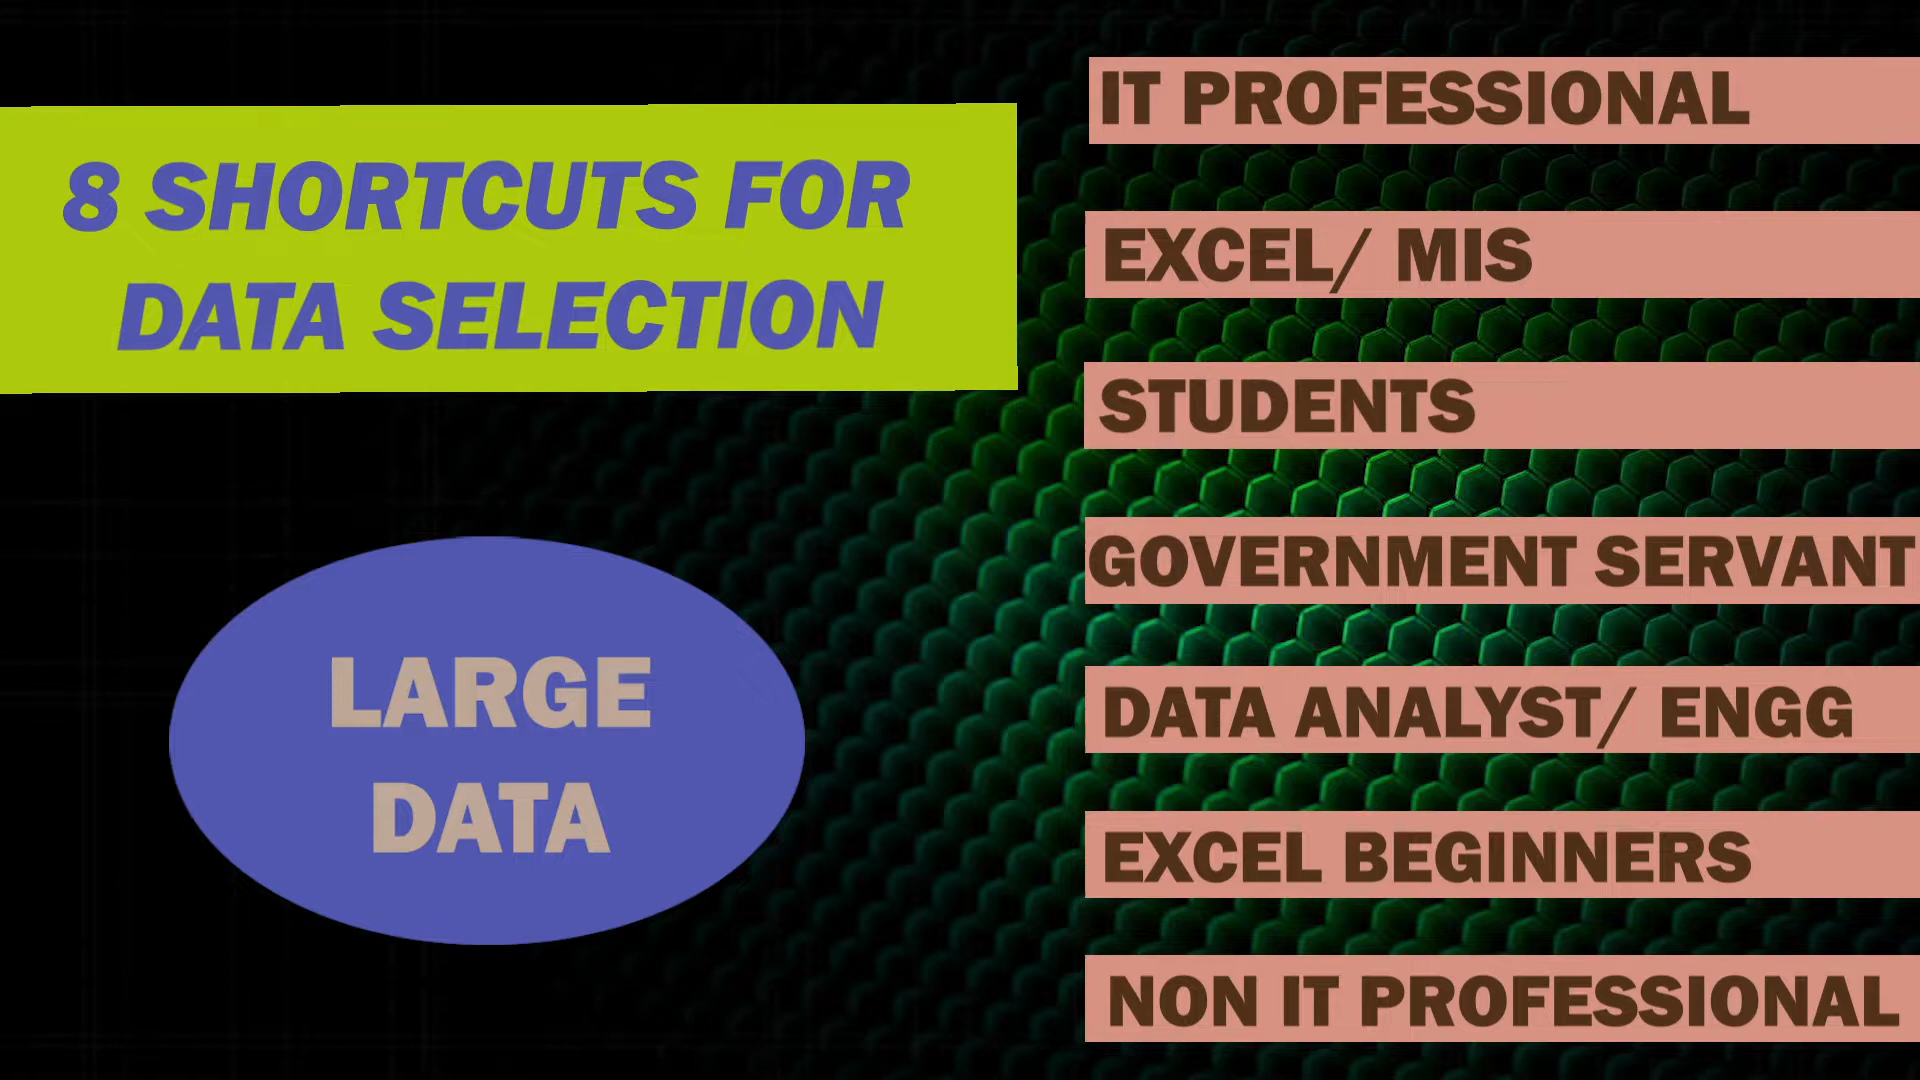 8 SHORTCUTS FOR
DATA SELECTION
LARGE
DATA
IT PROFESSIONAL
EXCEL/ MIS
STUDENTS
GOVERNMENT SERVANT
DATA ANALYST/ ENGG
EXCEL BEGINNERS
NON IT PROFESSIONAL